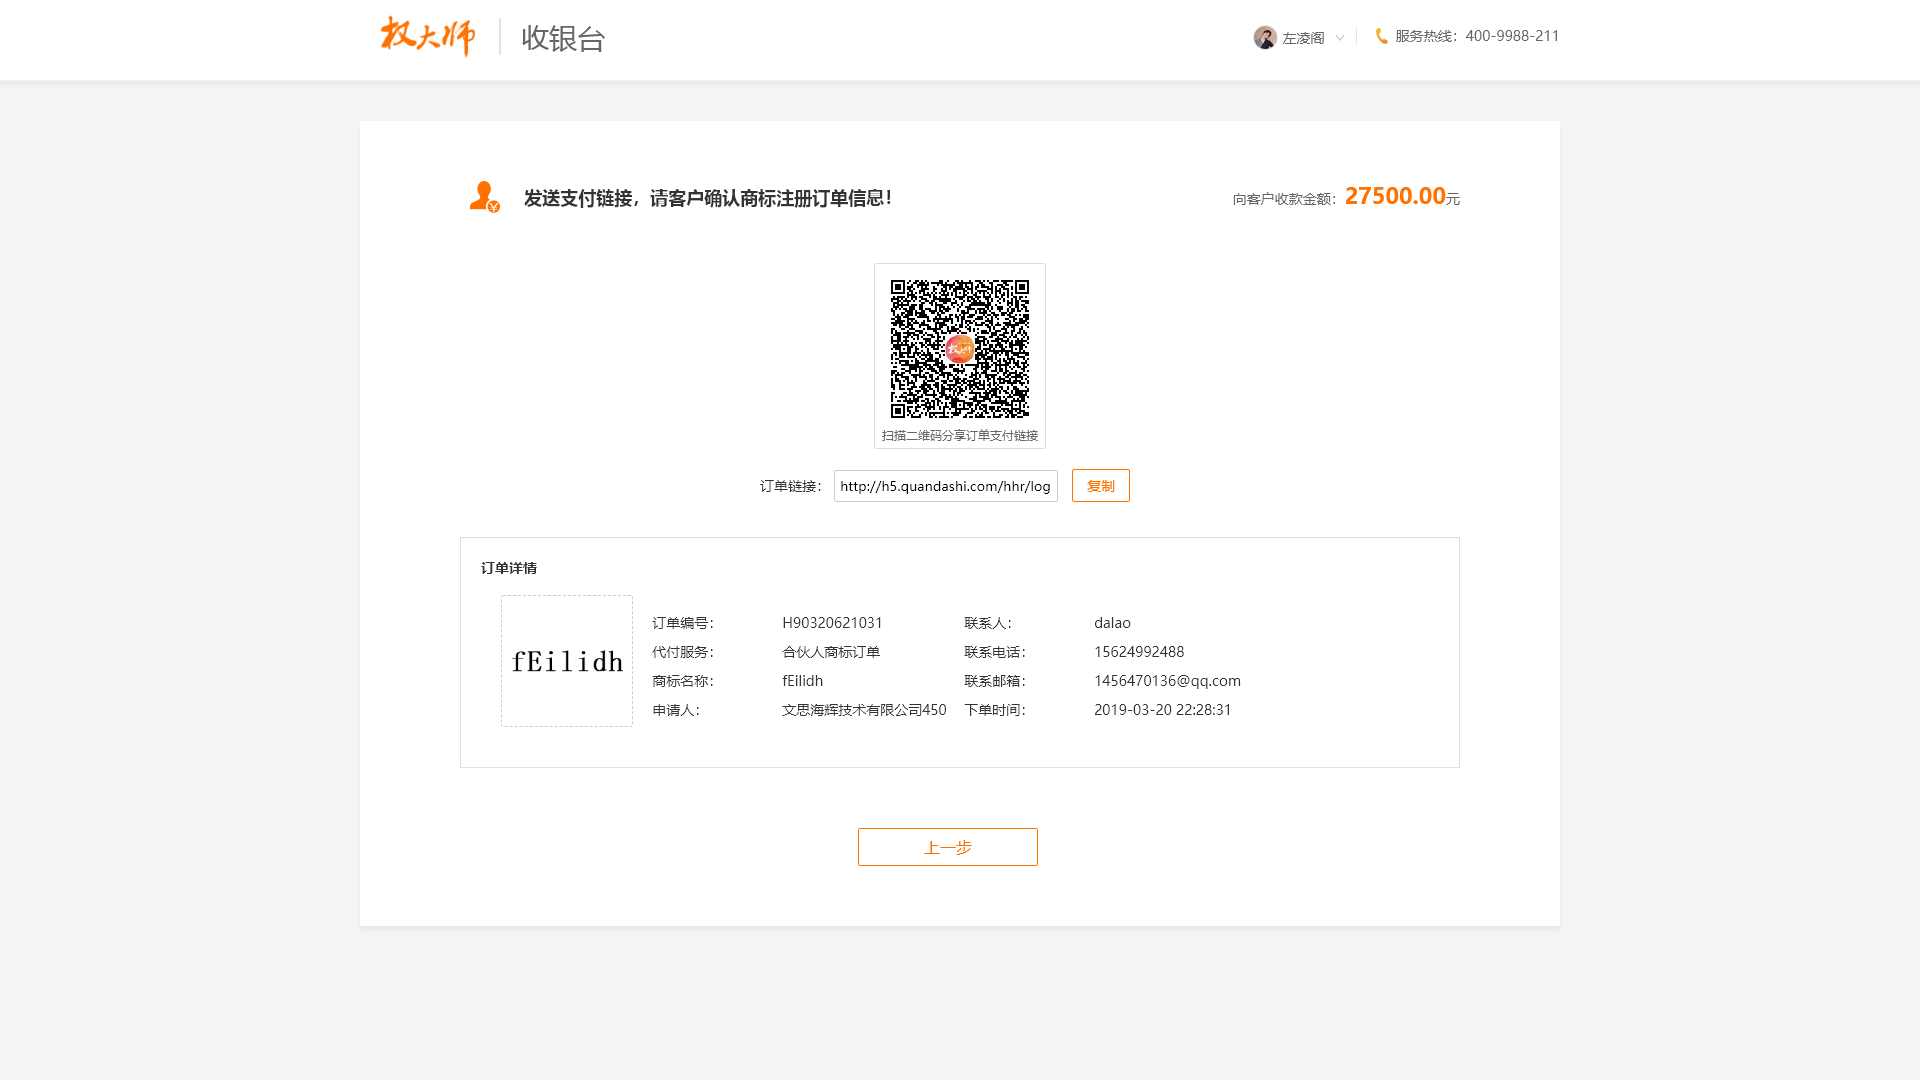 权大师 收银台 左凌阁 服务热线：400-9988-211
发送支付链接，请客户确认商标注册订单信息！ 向客户收款金额：27500.00元
权大师
扫描二维码分享订单支付链接
订单链接： http://h5.quandashi.com/hhr/log 复制
订单详情
fEilidh
订单编号： H90320621031 联系人： dalao
代付服务： 合伙人商标订单 联系电话： 15624992488
商标名称： fEilidh 联系邮箱： 1456470136@qq.com
申请人： 文思海辉技术有限公司450 下单时间： 2019-03-20 22:28:31
上一步